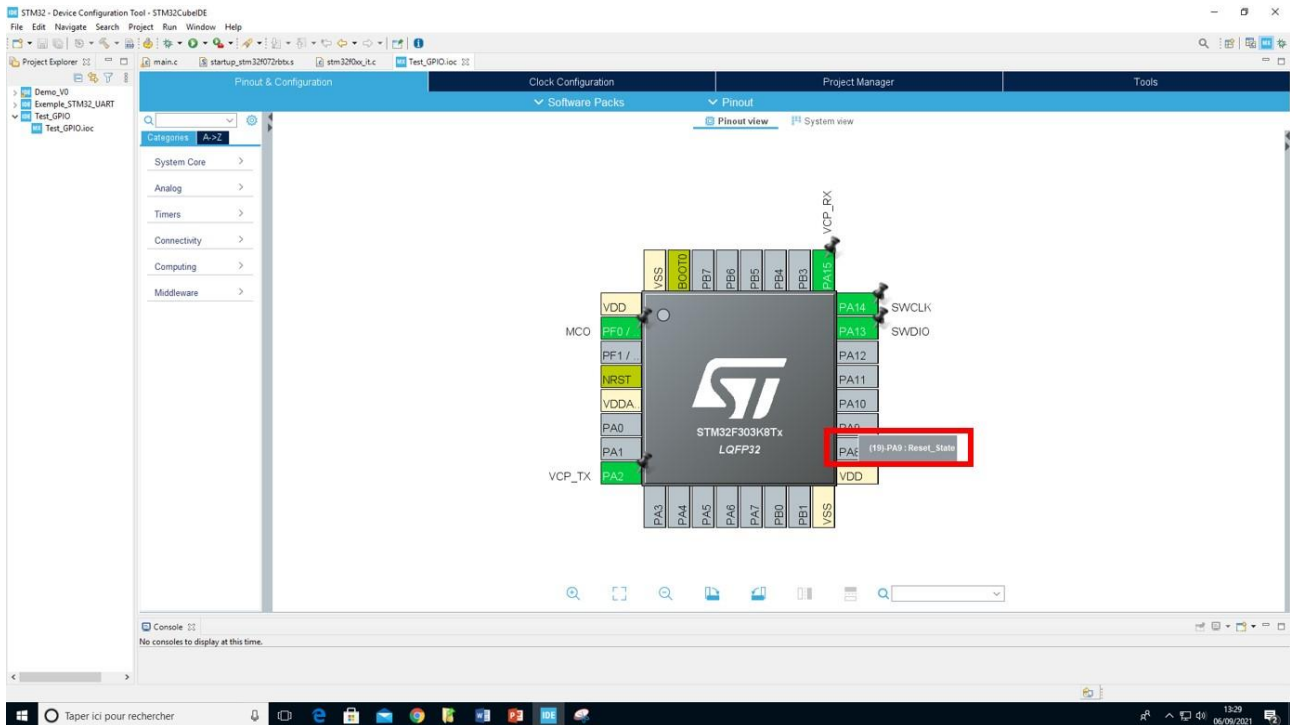 STM32 - Device Configuration Tool - STM32CubeIDE
File Edit Navigate Search Project Run Window Help
Project Explorer
main.c
startup_stm32f072rbtx.s
stm32f0xx_it.c
Test_GPIO.ioc
Demo_V0
Exemple_STM32_UART
Test_GPIO
Test_GPIO.ioc
Pinout & Configuration
Clock Configuration
Project Manager
Tools
Software Packs
Pinout
Pinout view
System view
Categories A->Z
System Core
Analog
Timers
Connectivity
Computing
Middleware
VCP_RX
VSS
BOOT0
PB7
PB6
PB5
PB4
PB3
PA15
VDD
MCO PF0 / ..
PF1 / ..
NRST
VDDA..
PA0
PA1
VCP_TX PA2
STM32F303K8Tx
LQFP32
PA14 SWCLK
PA13 SWDIO
PA12
PA11
PA10
PA9
PA8
(19) PA9 : Reset_State
VDD
PA3
PA4
PA5
PA6
PA7
PB0
PB1
VSS
Console
No consoles to display at this time.
Taper ici pour rechercher
IDE
13:29
06/09/2021